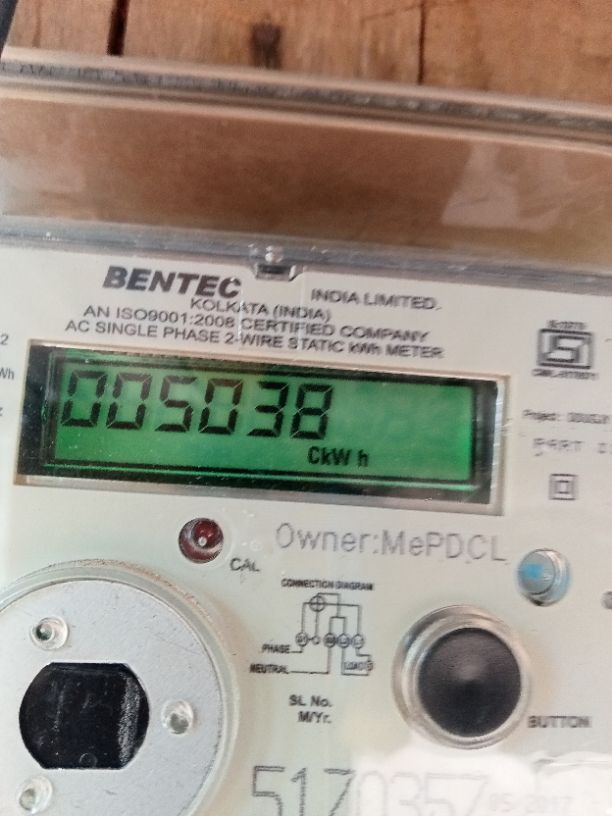 BENTEC INDIA LIMITED.
KOLKATA (INDIA)
AN ISO9001:2008 CERTIFIED COMPANY
AC SINGLE PHASE 2-WIRE STATIC kWh METER
005038
CkW h
Owner:MePDCL
CAL
CONNECTION DIAGRAM
PHASE
NEUTRAL
LOAD
SL No.
M/Yr.
BUTTON
5170357
05-2017